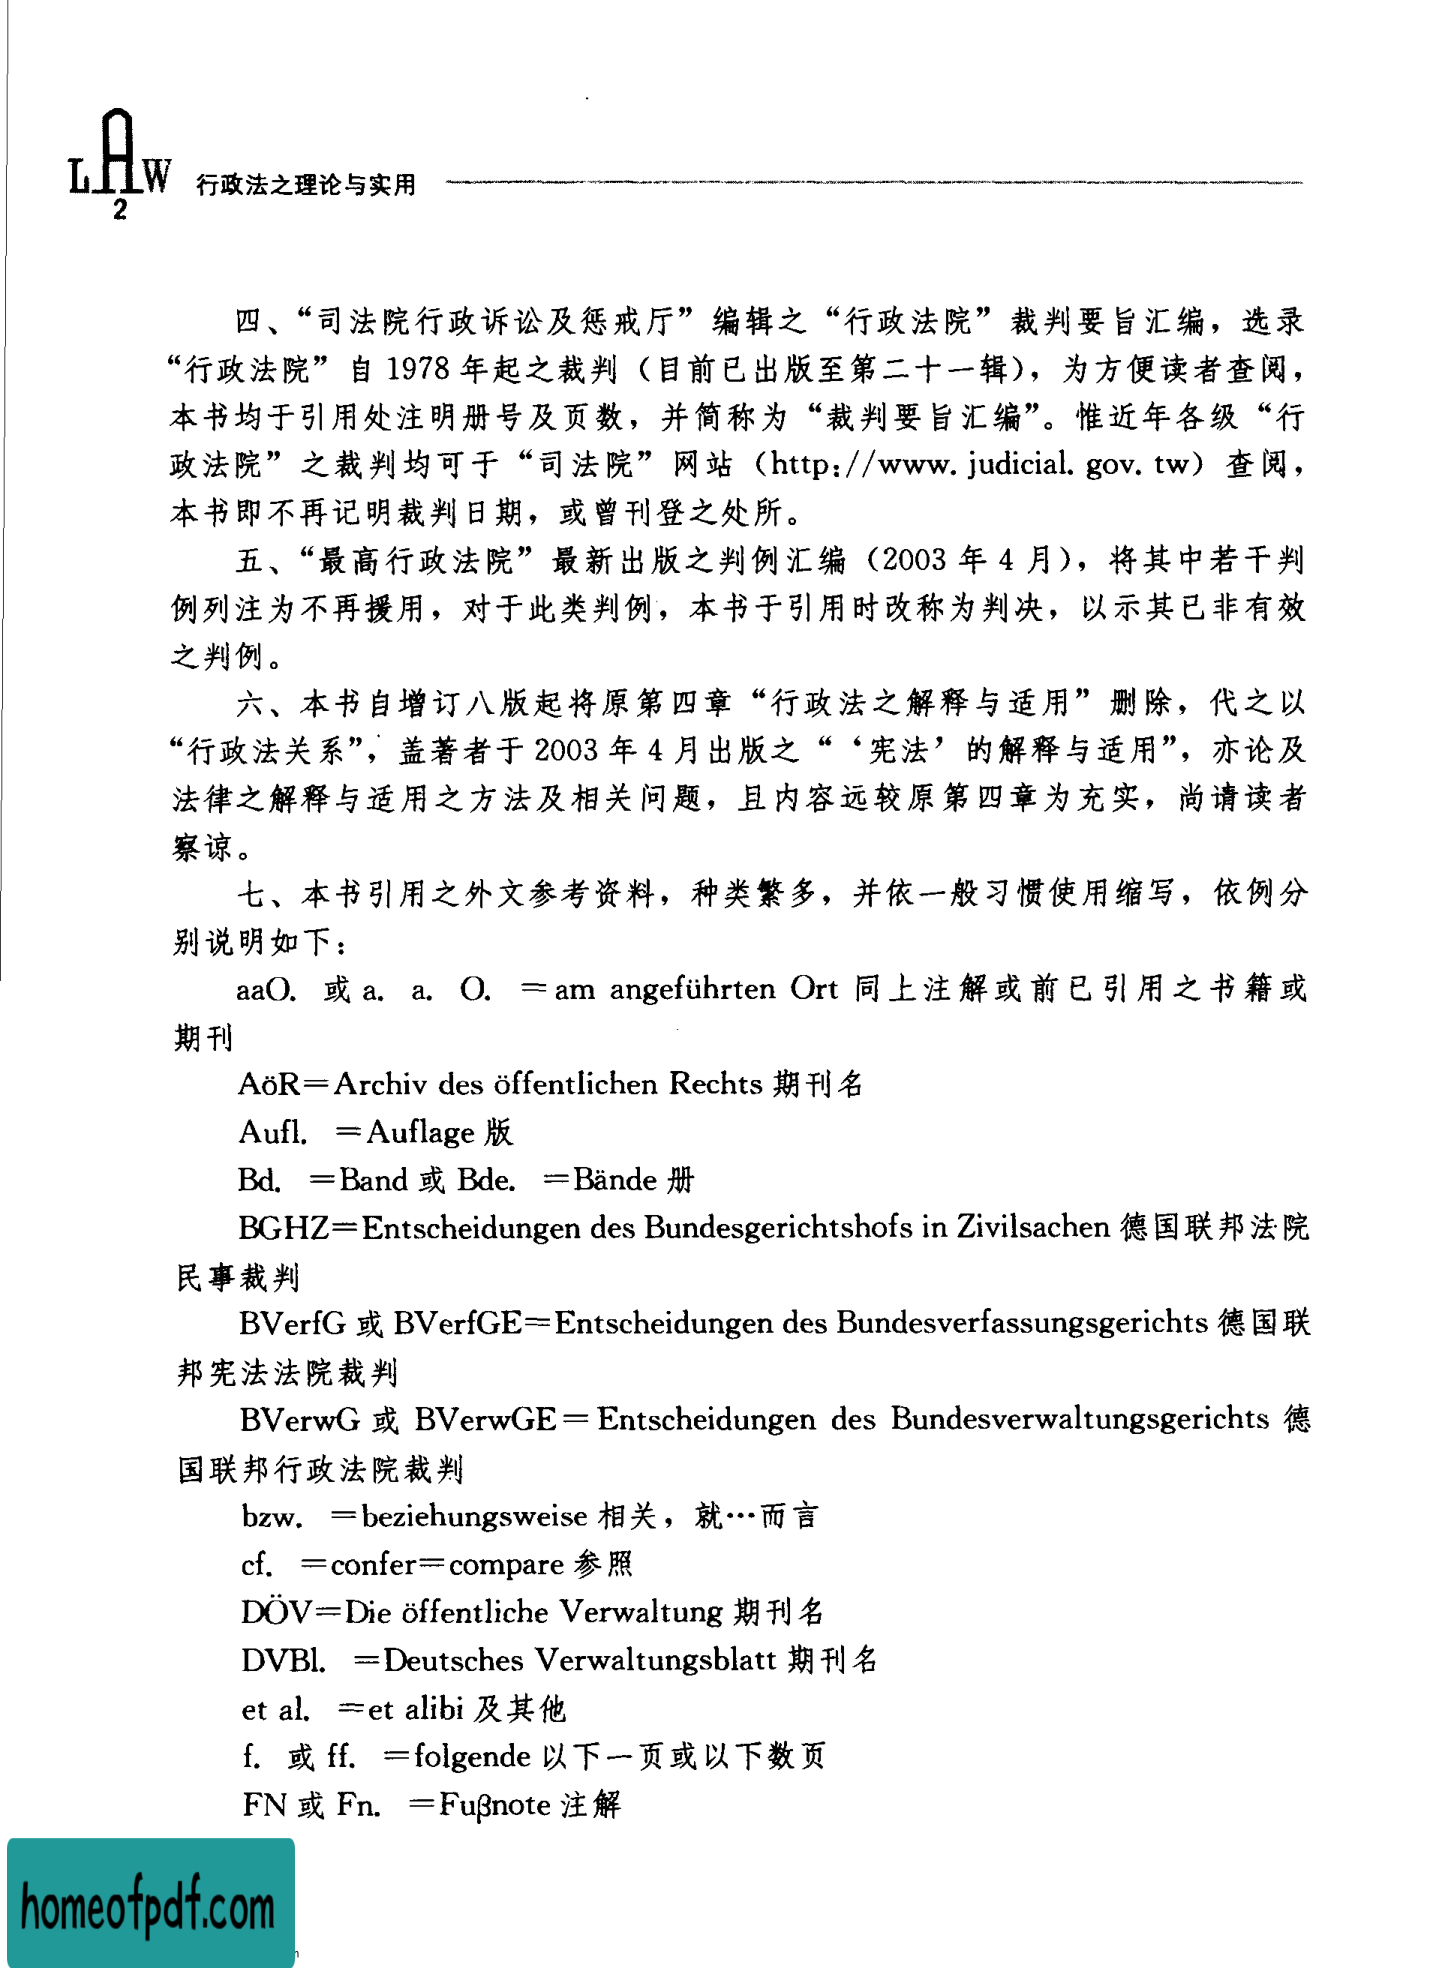 LAW 行政法之理论与实用
2
四、“司法院行政诉讼及惩戒厅”编辑之“行政法院”裁判要旨汇编，选录
“行政法院”自 1978 年起之裁判（目前已出版至第二十一辑），为方便读者查阅，
本书均于引用处注明册号及页数，并简称为“裁判要旨汇编”。惟近年各级“行
政法院”之裁判均可于“司法院”网站（http://www. judicial. gov. tw）查阅，
本书即不再记明裁判日期，或曾刊登之处所。
五、“最高行政法院”最新出版之判例汇编（2003 年 4 月），将其中若干判
例列注为不再援用，对于此类判例，本书于引用时改称为判决，以示其已非有效
之判例。
六、本书自增订八版起将原第四章“行政法之解释与适用”删除，代之以
“行政法关系”，盖著者于 2003 年 4 月出版之“‘宪法’的解释与适用”，亦论及
法律之解释与适用之方法及相关问题，且内容远较原第四章为充实，尚请读者
察谅。
七、本书引用之外文参考资料，种类繁多，并依一般习惯使用缩写，依例分
别说明如下：
aaO. 或 a. a. O. ＝am angeführten Ort 同上注解或前已引用之书籍或
期刊
AöR＝Archiv des öffentlichen Rechts 期刊名
Aufl. ＝Auflage 版
Bd. ＝Band 或 Bde. ＝Bände 册
BGHZ＝Entscheidungen des Bundesgerichtshofs in Zivilsachen 德国联邦法院
民事裁判
BVerfG 或 BVerfGE＝Entscheidungen des Bundesverfassungsgerichts 德国联
邦宪法法院裁判
BVerwG 或 BVerwGE＝Entscheidungen des Bundesverwaltungsgerichts 德
国联邦行政法院裁判
bzw. ＝beziehungsweise 相关，就…而言
cf. ＝confer＝compare 参照
DÖV＝Die öffentliche Verwaltung 期刊名
DVBl. ＝Deutsches Verwaltungsblatt 期刊名
et al. ＝et alibi 及其他
f. 或 ff. ＝folgende 以下一页或以下数页
FN 或 Fn. ＝Fuβnote 注解
homeofpdf.com